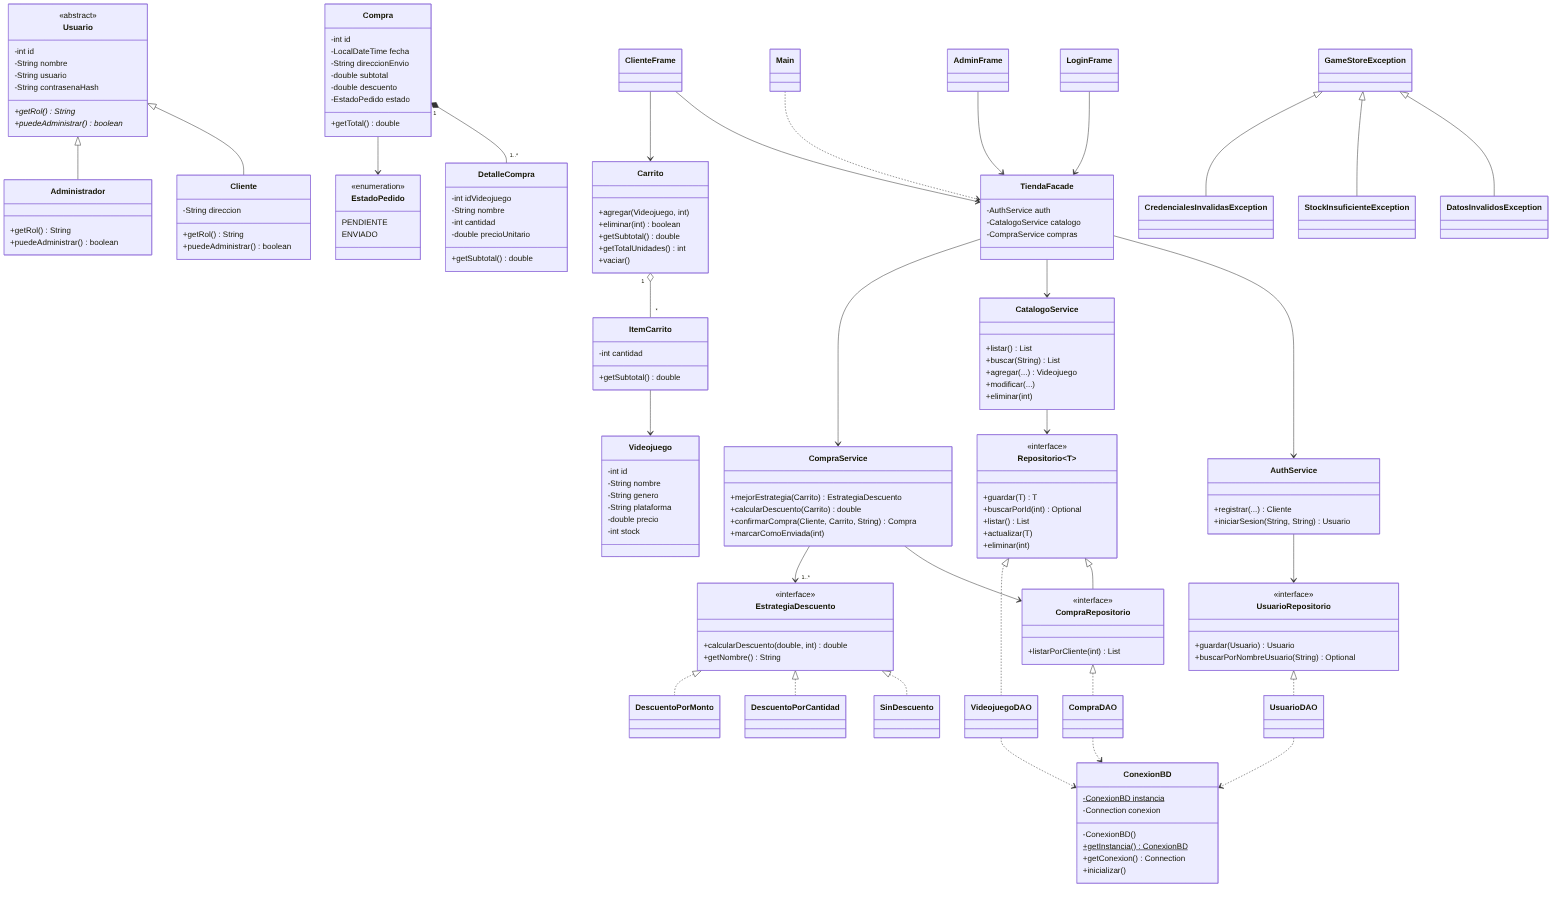 «abstract»
Usuario
-int id
-String nombre
-String usuario
-String contrasenaHash
+getRol() : String
+puedeAdministrar() : boolean
Administrador
+getRol() : String
+puedeAdministrar() : boolean
Cliente
-String direccion
+getRol() : String
+puedeAdministrar() : boolean
Compra
-int id
-LocalDateTime fecha
-String direccionEnvio
-double subtotal
-double descuento
-EstadoPedido estado
+getTotal() : double
1
1..*
«enumeration»
EstadoPedido
PENDIENTE
ENVIADO
DetalleCompra
-int idVideojuego
-String nombre
-int cantidad
-double precioUnitario
+getSubtotal() : double
ClienteFrame
Main
AdminFrame
LoginFrame
GameStoreException
Carrito
+agregar(Videojuego, int)
+eliminar(int) : boolean
+getSubtotal() : double
+getTotalUnidades() : int
+vaciar()
1
*
TiendaFacade
-AuthService auth
-CatalogoService catalogo
-CompraService compras
CredencialesInvalidasException
StockInsuficienteException
DatosInvalidosException
ItemCarrito
-int cantidad
+getSubtotal() : double
CatalogoService
+listar() : List
+buscar(String) : List
+agregar(...) : Videojuego
+modificar(...)
+eliminar(int)
Videojuego
-int id
-String nombre
-String genero
-String plataforma
-double precio
-int stock
CompraService
+mejorEstrategia(Carrito) : EstrategiaDescuento
+calcularDescuento(Carrito) : double
+confirmarCompra(Cliente, Carrito, String) : Compra
+marcarComoEnviada(int)
1..*
«interface»
Repositorio<T>
+guardar(T) : T
+buscarPorId(int) : Optional
+listar() : List
+actualizar(T)
+eliminar(int)
AuthService
+registrar(...) : Cliente
+iniciarSesion(String, String) : Usuario
«interface»
EstrategiaDescuento
+calcularDescuento(double, int) : double
+getNombre() : String
«interface»
CompraRepositorio
+listarPorCliente(int) : List
«interface»
UsuarioRepositorio
+guardar(Usuario) : Usuario
+buscarPorNombreUsuario(String) : Optional
DescuentoPorMonto
DescuentoPorCantidad
SinDescuento
VideojuegoDAO
CompraDAO
UsuarioDAO
ConexionBD
-ConexionBD instancia
-Connection conexion
-ConexionBD()
+getInstancia() : ConexionBD
+getConexion() : Connection
+inicializar()